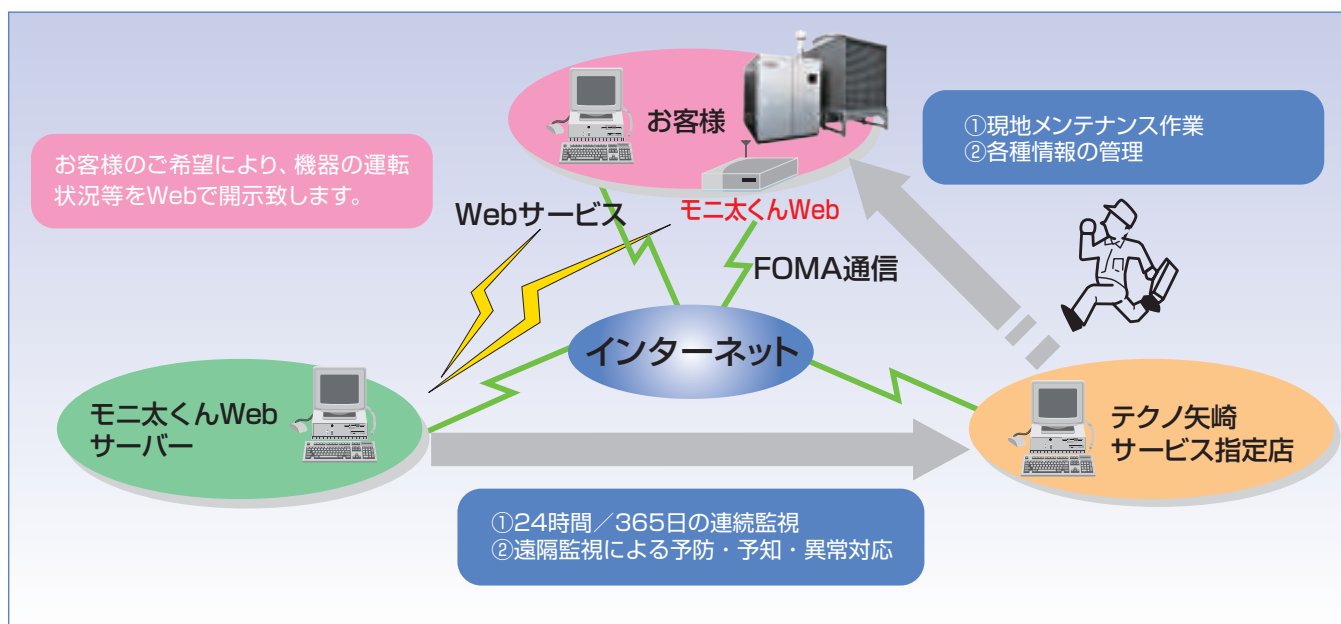 お客様
①現地メンテナンス作業
②各種情報の管理
お客様のご希望により、機器の運転
状況等をWebで開示致します。
Webサービス
モニ太くんWeb
FOMA通信
インターネット
モニ太くんWeb
サーバー
テクノ矢崎
サービス指定店
①24時間／365日の連続監視
②遠隔監視による予防・予知・異常対応